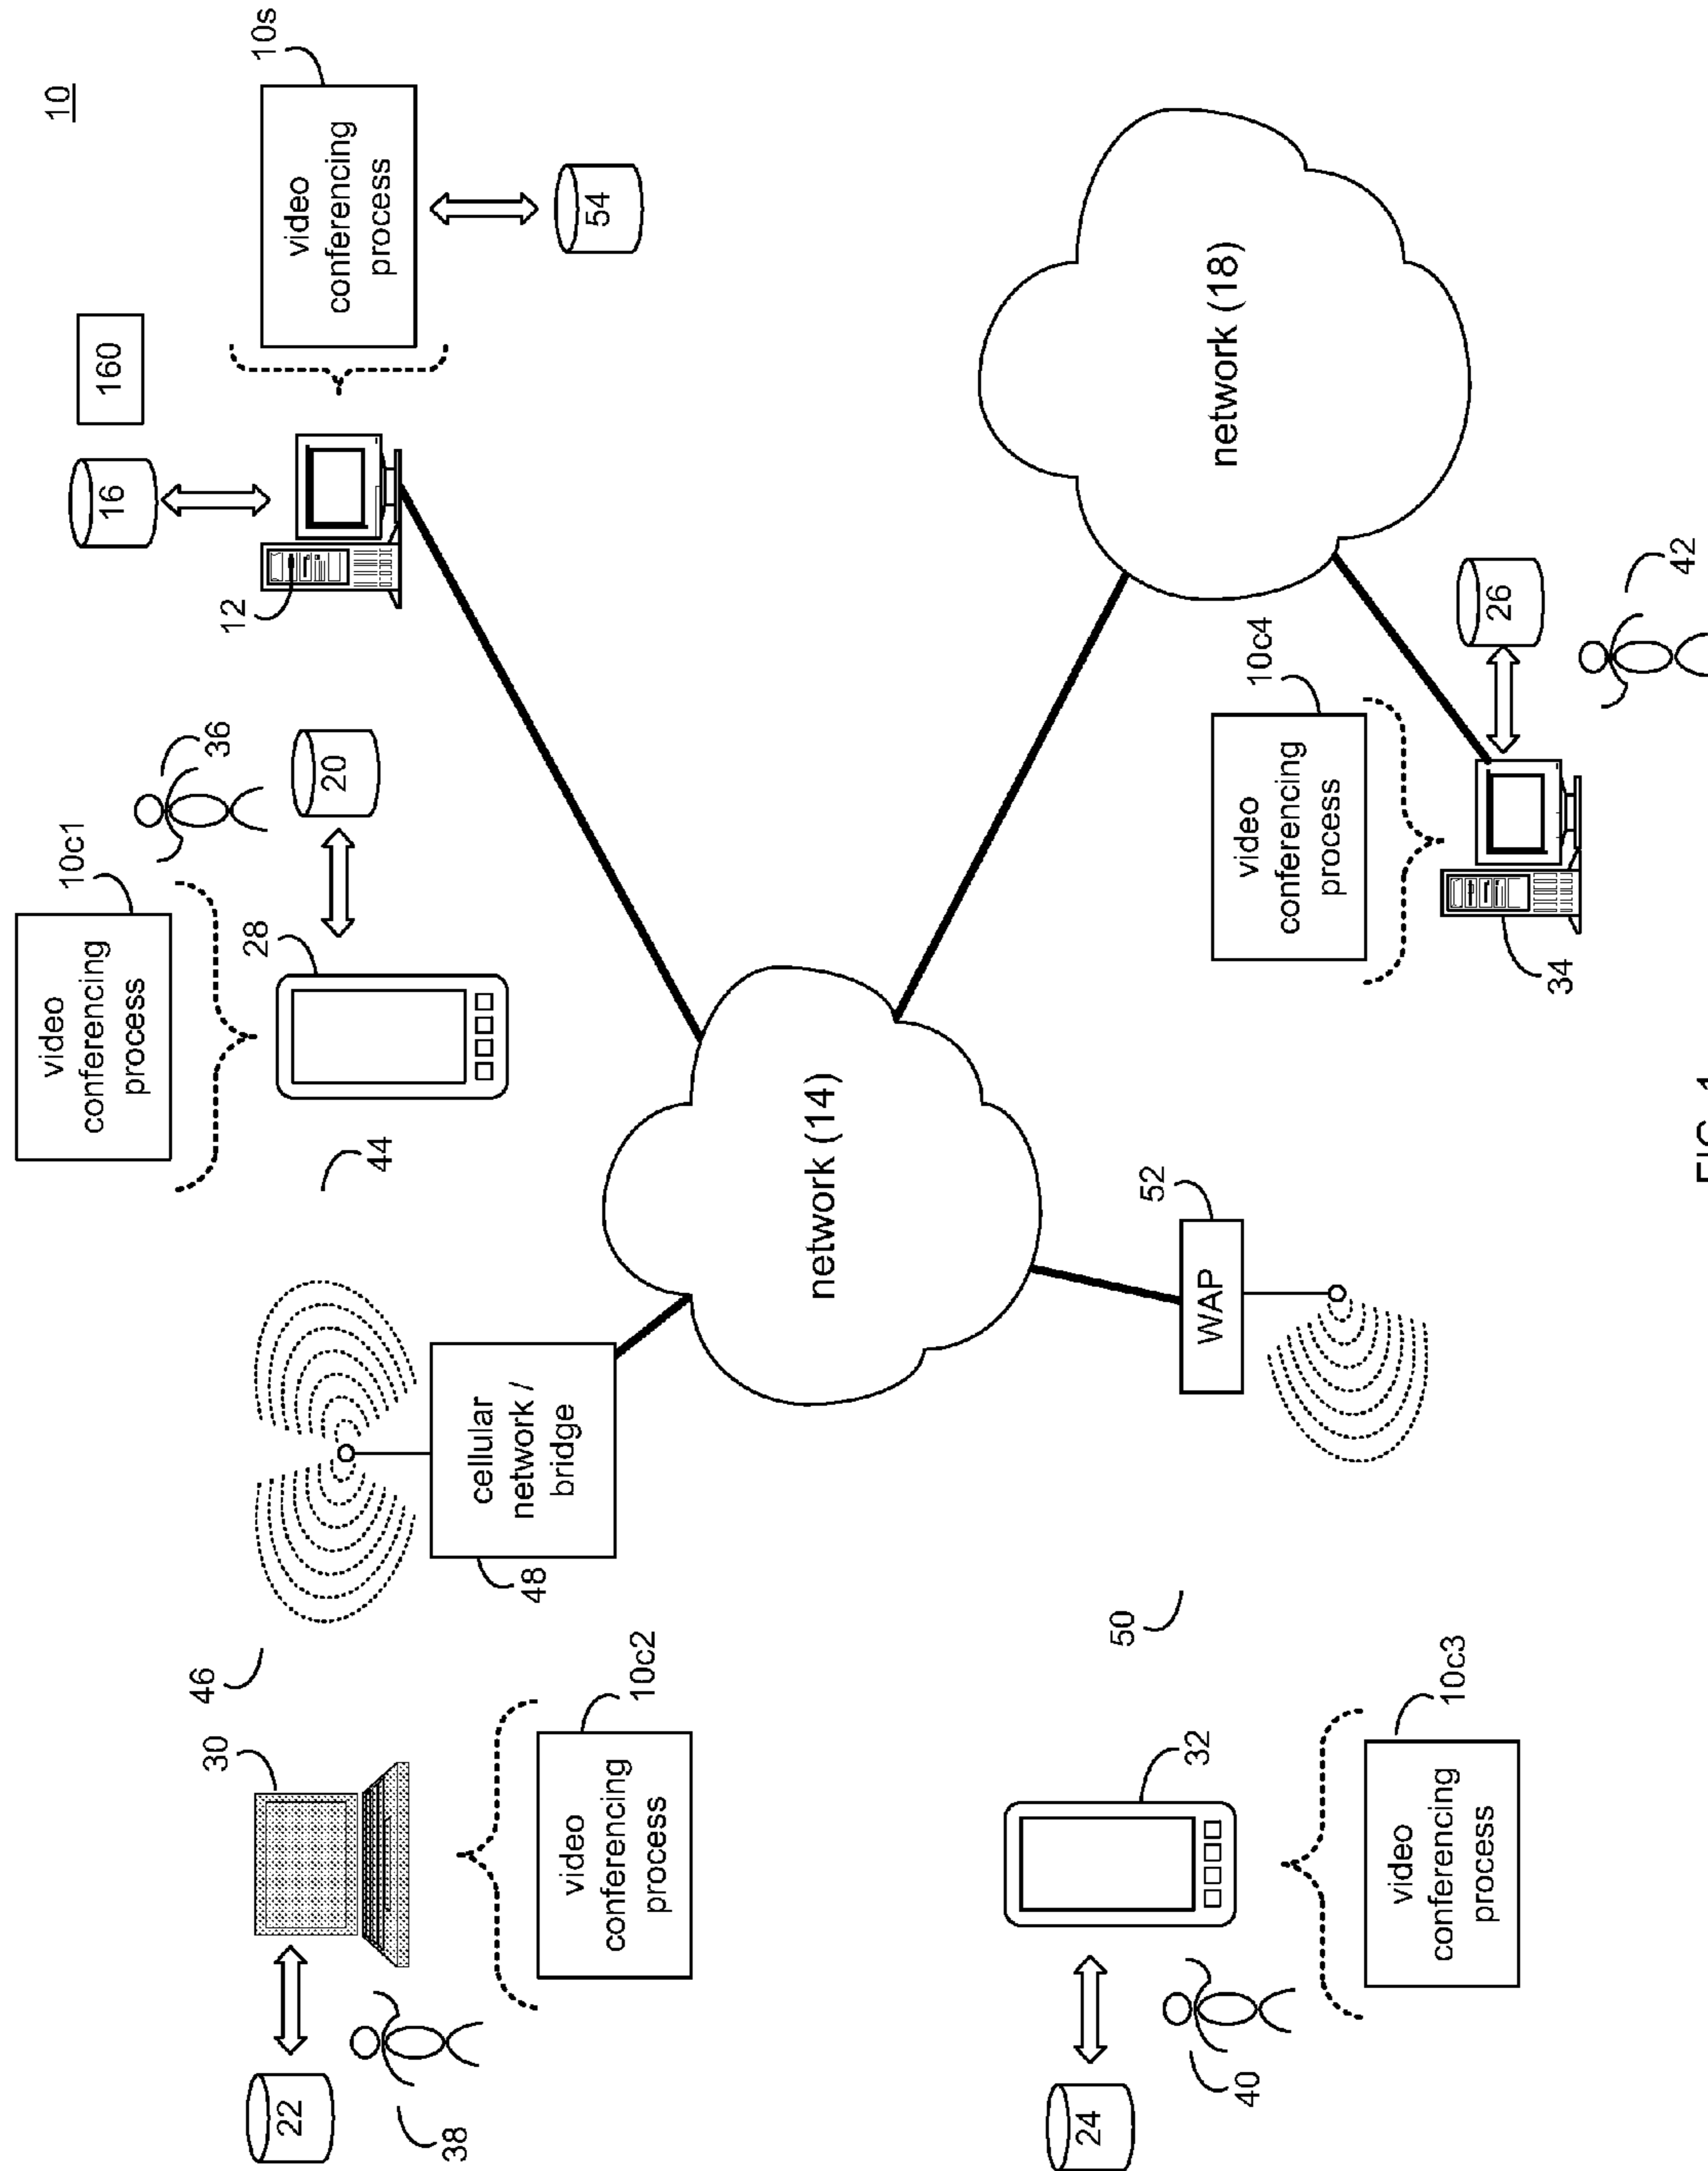 10
video
conferencing
process
10c1
16
160
36
10s
46
30
44
28
12
20
video
conferencing
process
22
38
48
cellular
network /
bridge
54
video
conferencing
process
10c2
network (14)
50
52
32
WAP
network (18)
24
40
10c4
video
conferencing
process
video
conferencing
process
10c3
26
34
42
FIG. 1